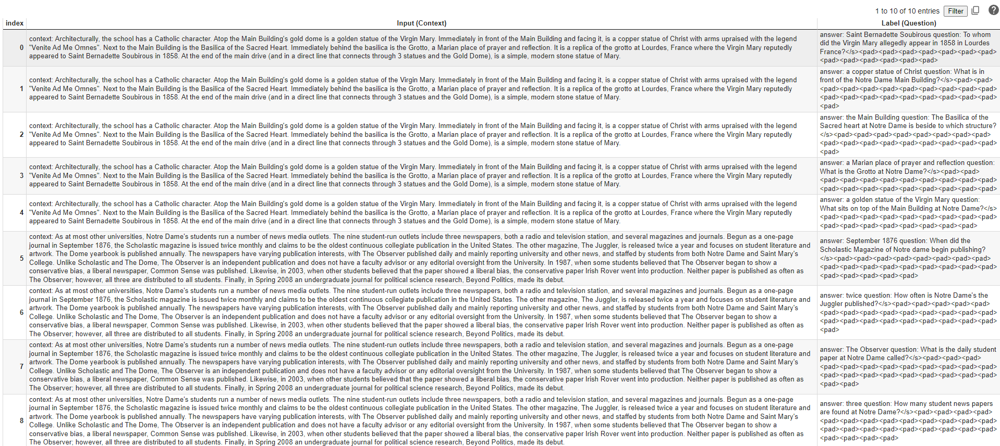 1 to 10 of 10 entries Filter
index Input (Context) Label (Question)
0
context: Architecturally, the school has a Catholic character. Atop the Main Building's gold dome is a golden statue of the Virgin Mary. Immediately in front of the Main Building and facing it, is a copper statue of Christ with arms upraised with the legend
"Venite Ad Me Omnes". Next to the Main Building is the Basilica of the Sacred Heart. Immediately behind the basilica is the Grotto, a Marian place of prayer and reflection. It is a replica of the grotto at Lourdes, France where the Virgin Mary reputedly
appeared to Saint Bernadette Soubirous in 1858. At the end of the main drive (and in a direct line that connects through 3 statues and the Gold Dome), is a simple, modern stone statue of Mary.
answer: Saint Bernadette Soubirous question: To whom
did the Virgin Mary allegedly appear in 1858 in Lourdes
France?</s><pad><pad><pad><pad><pad><pad><pad>
<pad><pad><pad><pad><pad><pad>
1
context: Architecturally, the school has a Catholic character. Atop the Main Building's gold dome is a golden statue of the Virgin Mary. Immediately in front of the Main Building and facing it, is a copper statue of Christ with arms upraised with the legend
"Venite Ad Me Omnes". Next to the Main Building is the Basilica of the Sacred Heart. Immediately behind the basilica is the Grotto, a Marian place of prayer and reflection. It is a replica of the grotto at Lourdes, France where the Virgin Mary reputedly
appeared to Saint Bernadette Soubirous in 1858. At the end of the main drive (and in a direct line that connects through 3 statues and the Gold Dome), is a simple, modern stone statue of Mary.
answer: a copper statue of Christ question: What is in
front of the Notre Dame Main Building?</s><pad><pad>
<pad><pad><pad><pad><pad><pad><pad><pad><pad>
<pad><pad><pad><pad><pad><pad><pad><pad><pad>
<pad>
2
context: Architecturally, the school has a Catholic character. Atop the Main Building's gold dome is a golden statue of the Virgin Mary. Immediately in front of the Main Building and facing it, is a copper statue of Christ with arms upraised with the legend
"Venite Ad Me Omnes". Next to the Main Building is the Basilica of the Sacred Heart. Immediately behind the basilica is the Grotto, a Marian place of prayer and reflection. It is a replica of the grotto at Lourdes, France where the Virgin Mary reputedly
appeared to Saint Bernadette Soubirous in 1858. At the end of the main drive (and in a direct line that connects through 3 statues and the Gold Dome), is a simple, modern stone statue of Mary.
answer: the Main Building question: The Basilica of the
Sacred heart at Notre Dame is beside to which structure?
</s><pad><pad><pad><pad><pad><pad><pad><pad>
<pad><pad><pad><pad><pad><pad><pad><pad><pad>
<pad>
3
context: Architecturally, the school has a Catholic character. Atop the Main Building's gold dome is a golden statue of the Virgin Mary. Immediately in front of the Main Building and facing it, is a copper statue of Christ with arms upraised with the legend
"Venite Ad Me Omnes". Next to the Main Building is the Basilica of the Sacred Heart. Immediately behind the basilica is the Grotto, a Marian place of prayer and reflection. It is a replica of the grotto at Lourdes, France where the Virgin Mary reputedly
appeared to Saint Bernadette Soubirous in 1858. At the end of the main drive (and in a direct line that connects through 3 statues and the Gold Dome), is a simple, modern stone statue of Mary.
answer: a Marian place of prayer and reflection question:
What is the Grotto at Notre Dame?</s><pad><pad>
<pad><pad><pad><pad><pad><pad><pad><pad><pad>
<pad><pad><pad><pad><pad><pad><pad><pad><pad>
4
context: Architecturally, the school has a Catholic character. Atop the Main Building's gold dome is a golden statue of the Virgin Mary. Immediately in front of the Main Building and facing it, is a copper statue of Christ with arms upraised with the legend
"Venite Ad Me Omnes". Next to the Main Building is the Basilica of the Sacred Heart. Immediately behind the basilica is the Grotto, a Marian place of prayer and reflection. It is a replica of the grotto at Lourdes, France where the Virgin Mary reputedly
appeared to Saint Bernadette Soubirous in 1858. At the end of the main drive (and in a direct line that connects through 3 statues and the Gold Dome), is a simple, modern stone statue of Mary.
answer: a golden statue of the Virgin Mary question:
What sits on top of the Main Building at Notre Dame?</s>
<pad><pad><pad><pad><pad><pad><pad><pad><pad>
<pad><pad><pad><pad><pad><pad><pad><pad>
5
context: As at most other universities, Notre Dame's students run a number of news media outlets. The nine student-run outlets include three newspapers, both a radio and television station, and several magazines and journals. Begun as a one-page
journal in September 1876, the Scholastic magazine is issued twice monthly and claims to be the oldest continuous collegiate publication in the United States. The other magazine, The Juggler, is released twice a year and focuses on student literature and
artwork. The Dome yearbook is published annually. The newspapers have varying publication interests, with The Observer published daily and mainly reporting university and other news, and staffed by students from both Notre Dame and Saint Mary's
College. Unlike Scholastic and The Dome, The Observer is an independent publication and does not have a faculty advisor or any editorial oversight from the University. In 1987, when some students believed that The Observer began to show a
conservative bias, a liberal newspaper, Common Sense was published. Likewise, in 2003, when other students believed that the paper showed a liberal bias, the conservative paper Irish Rover went into production. Neither paper is published as often as
The Observer; however, all three are distributed to all students. Finally, in Spring 2008 an undergraduate journal for political science research, Beyond Politics, made its debut.
answer: September 1876 question: When did the
Scholastic Magazine of Notre dame begin publishing?
</s><pad><pad><pad><pad><pad><pad><pad><pad>
<pad><pad><pad><pad><pad><pad><pad><pad><pad>
<pad><pad><pad><pad><pad>
6
context: As at most other universities, Notre Dame's students run a number of news media outlets. The nine student-run outlets include three newspapers, both a radio and television station, and several magazines and journals. Begun as a one-page
journal in September 1876, the Scholastic magazine is issued twice monthly and claims to be the oldest continuous collegiate publication in the United States. The other magazine, The Juggler, is released twice a year and focuses on student literature and
artwork. The Dome yearbook is published annually. The newspapers have varying publication interests, with The Observer published daily and mainly reporting university and other news, and staffed by students from both Notre Dame and Saint Mary's
College. Unlike Scholastic and The Dome, The Observer is an independent publication and does not have a faculty advisor or any editorial oversight from the University. In 1987, when some students believed that The Observer began to show a
conservative bias, a liberal newspaper, Common Sense was published. Likewise, in 2003, when other students believed that the paper showed a liberal bias, the conservative paper Irish Rover went into production. Neither paper is published as often as
The Observer; however, all three are distributed to all students. Finally, in Spring 2008 an undergraduate journal for political science research, Beyond Politics, made its debut.
answer: twice question: How often is Notre Dame's the
Juggler published?</s><pad><pad><pad><pad><pad>
<pad><pad><pad><pad><pad><pad><pad><pad><pad>
<pad><pad><pad><pad><pad><pad><pad><pad><pad>
<pad>
7
context: As at most other universities, Notre Dame's students run a number of news media outlets. The nine student-run outlets include three newspapers, both a radio and television station, and several magazines and journals. Begun as a one-page
journal in September 1876, the Scholastic magazine is issued twice monthly and claims to be the oldest continuous collegiate publication in the United States. The other magazine, The Juggler, is released twice a year and focuses on student literature and
artwork. The Dome yearbook is published annually. The newspapers have varying publication interests, with The Observer published daily and mainly reporting university and other news, and staffed by students from both Notre Dame and Saint Mary's
College. Unlike Scholastic and The Dome, The Observer is an independent publication and does not have a faculty advisor or any editorial oversight from the University. In 1987, when some students believed that The Observer began to show a
conservative bias, a liberal newspaper, Common Sense was published. Likewise, in 2003, when other students believed that the paper showed a liberal bias, the conservative paper Irish Rover went into production. Neither paper is published as often as
The Observer; however, all three are distributed to all students. Finally, in Spring 2008 an undergraduate journal for political science research, Beyond Politics, made its debut.
answer: The Observer question: What is the daily student
paper at Notre Dame called?</s><pad><pad><pad>
<pad><pad><pad><pad><pad><pad><pad><pad><pad>
<pad><pad><pad><pad><pad><pad><pad><pad><pad>
<pad><pad>
8
context: As at most other universities, Notre Dame's students run a number of news media outlets. The nine student-run outlets include three newspapers, both a radio and television station, and several magazines and journals. Begun as a one-page
journal in September 1876, the Scholastic magazine is issued twice monthly and claims to be the oldest continuous collegiate publication in the United States. The other magazine, The Juggler, is released twice a year and focuses on student literature and
artwork. The Dome yearbook is published annually. The newspapers have varying publication interests, with The Observer published daily and mainly reporting university and other news, and staffed by students from both Notre Dame and Saint Mary's
College. Unlike Scholastic and The Dome, The Observer is an independent publication and does not have a faculty advisor or any editorial oversight from the University. In 1987, when some students believed that The Observer began to show a
conservative bias, a liberal newspaper, Common Sense was published. Likewise, in 2003, when other students believed that the paper showed a liberal bias, the conservative paper Irish Rover went into production. Neither paper is published as often as
The Observer; however, all three are distributed to all students. Finally, in Spring 2008 an undergraduate journal for political science research, Beyond Politics, made its debut.
answer: three question: How many student news papers
are found at Notre Dame?</s><pad><pad><pad><pad>
<pad><pad><pad><pad><pad><pad><pad><pad><pad>
<pad><pad><pad><pad><pad><pad><pad><pad><pad>
<pad><pad><pad><pad>